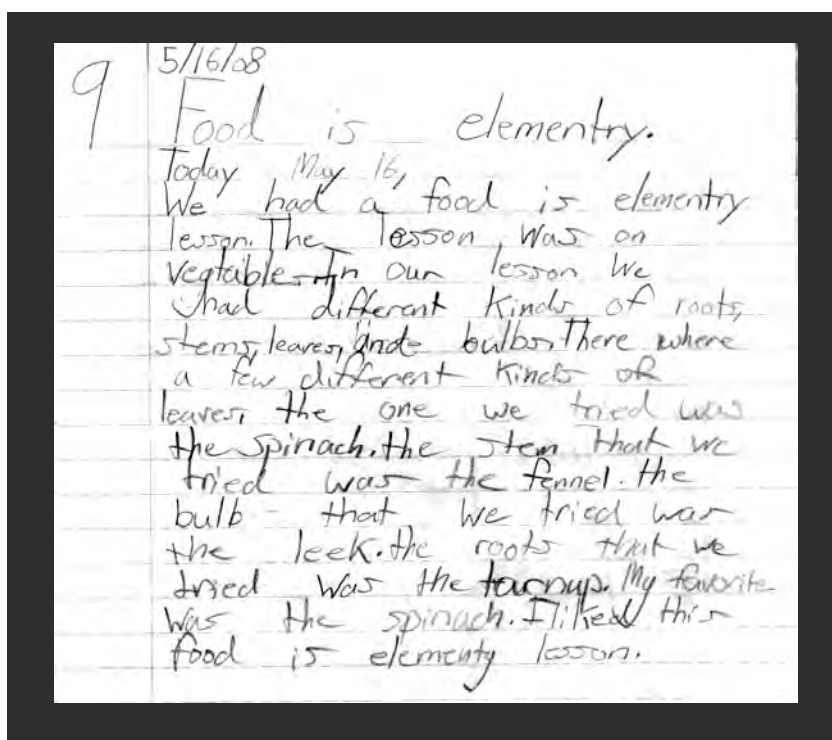 9
5/16/08
Food is elementry.
Today May 16,
We had a food is elementry
lesson. The lesson was on
vegtaible. In our lesson we
had different kinds of roots,
stems, leaves, and bulbs. There where
a few different kinds of
leaves, the one we tried was
the spinach. the stem that we
tried was the fennel. the
bulb that we tried was
the leek. the roots that we
tried was the turnup. My favorite
was the spinach. I liked this
food is elementy lesson.